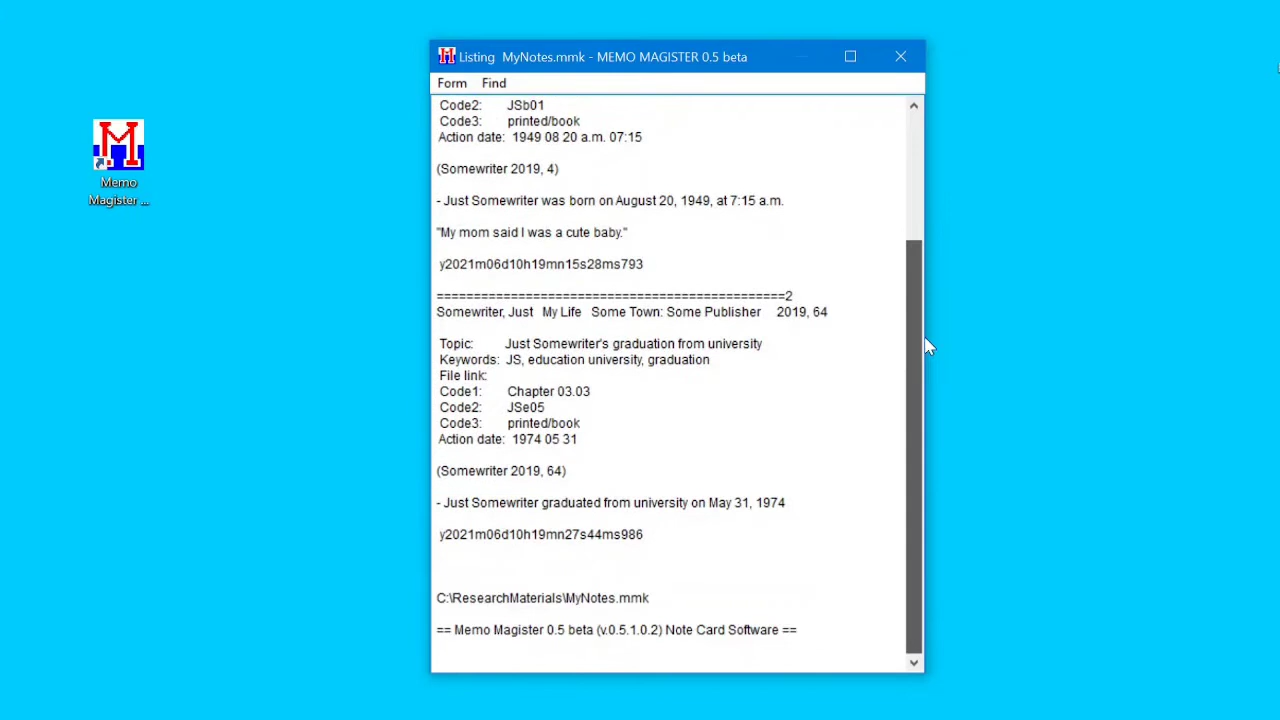 Listing MyNotes.mmk - MEMO MAGISTER 0.5 beta
Form Find
Code2: JSb01
Code3: printed/book
Action date: 1949 08 20 a.m. 07:15
(Somewriter 2019, 4)
- Just Somewriter was born on August 20, 1949, at 7:15 a.m.
"My mom said I was a cute baby."
y2021m06d10h19mn15s28ms793
===============================================2
Somewriter, Just My Life Some Town: Some Publisher 2019, 64
Topic: Just Somewriter's graduation from university
Keywords: JS, education university, graduation
File link:
Code1: Chapter 03.03
Code2: JSe05
Code3: printed/book
Action date: 1974 05 31
(Somewriter 2019, 64)
- Just Somewriter graduated from university on May 31, 1974
y2021m06d10h19mn27s44ms986
C:\ResearchMaterials\MyNotes.mmk
== Memo Magister 0.5 beta (v.0.5.1.0.2) Note Card Software ==
Memo
Magister ...